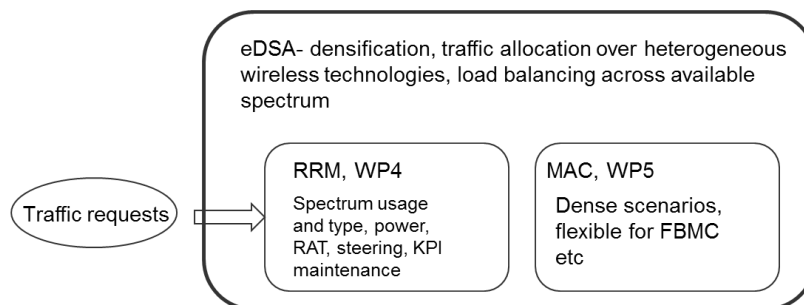 eDSA- densification, traffic allocation over heterogeneous
wireless technologies, load balancing across available
spectrum
Traffic requests
RRM, WP4
Spectrum usage
and type, power,
RAT, steering, KPI
maintenance
MAC, WP5
Dense scenarios,
flexible for FBMC
etc